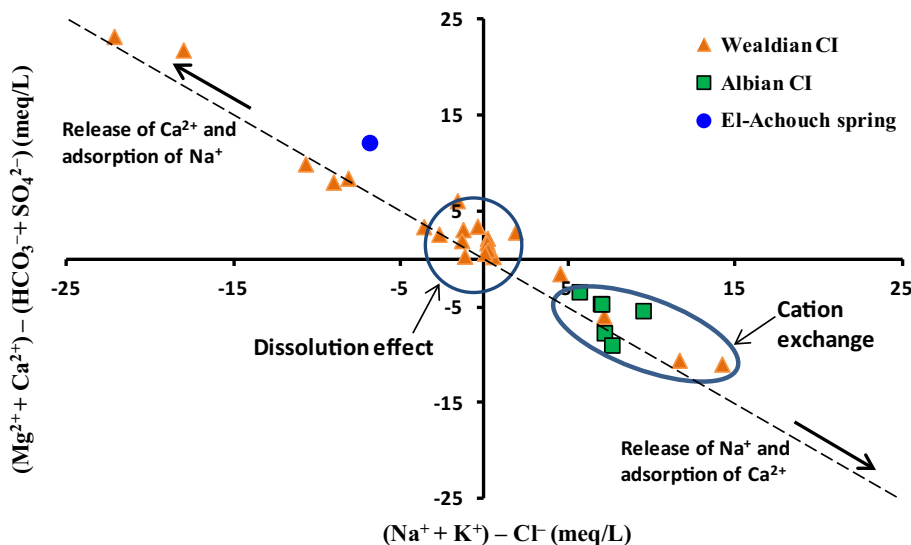 25
15
5
-5
-15
-25
-25
-15
-5
5
15
25
(Mg²⁺ + Ca²⁺) – (HCO₃⁻ + SO₄²⁻) (meq/L)
(Na⁺ + K⁺) – Cl⁻ (meq/L)
Wealdian CI
Albian CI
El-Achouch spring
Release of Ca²⁺ and
adsorption of Na⁺
Dissolution effect
Cation
exchange
Release of Na⁺ and
adsorption of Ca²⁺